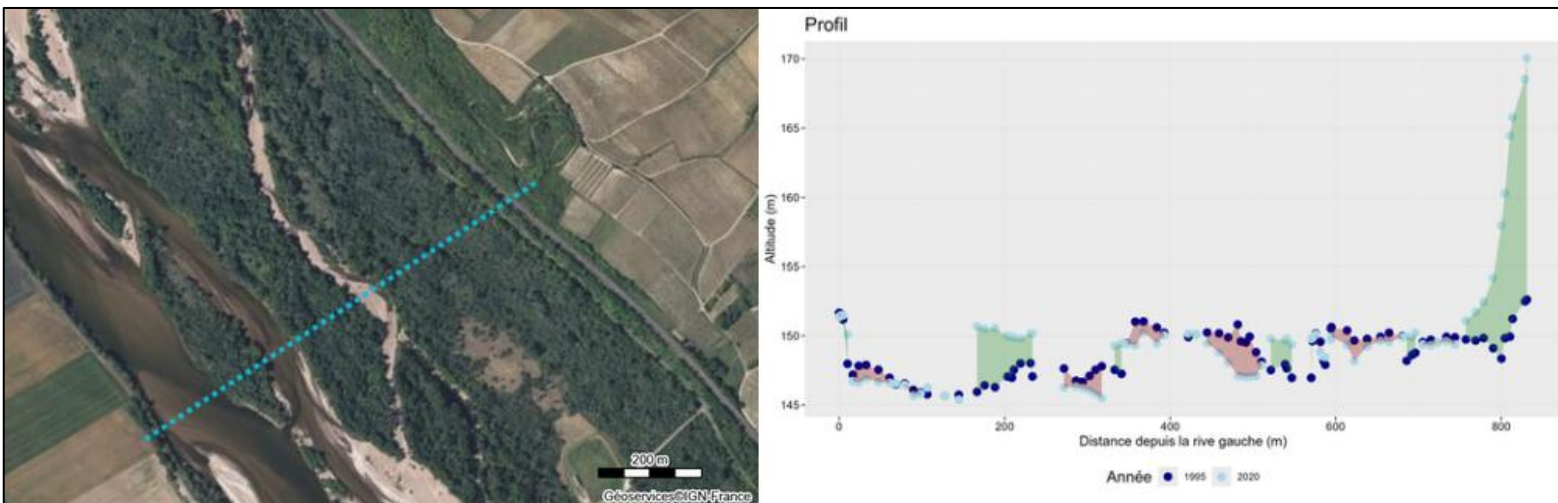 200 m
Géoservices©IGN-France
Profil
170
165
160
155
150
145
Altitude (m)
0
200
400
600
800
Distance depuis la rive gauche (m)
Année 1995 2020